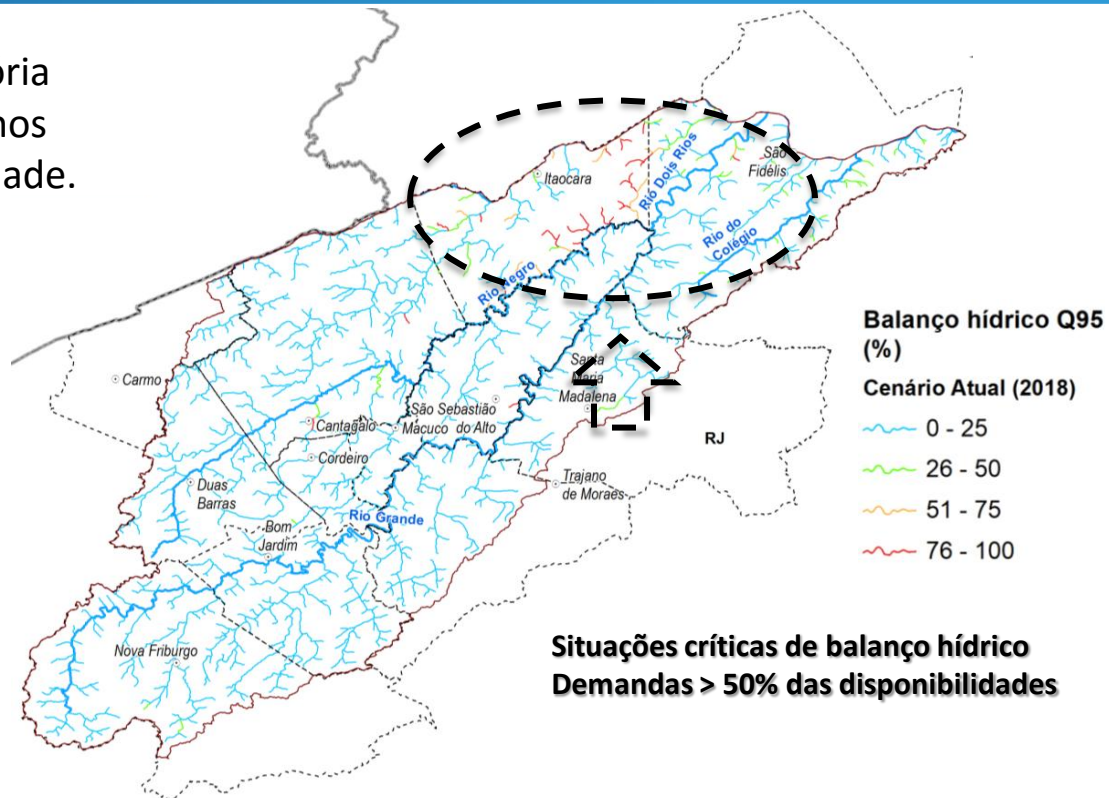 oria
nos
ade.
Itaocara
Rio Dois Rios
São
Fidélis
Rio do
Colégio
Rio Negro
Carmo
Santa
Maria
Madalena
São Sebastião
do Alto
Cantagalo
Macuco
Cordeiro
RJ
Duas
Barras
Trajano
de Moraes
Bom
Jardim
Rio Grande
Nova Friburgo
Balanço hídrico Q95
(%)
Cenário Atual (2018)
0 - 25
26 - 50
51 - 75
76 - 100
Situações críticas de balanço hídrico
Demandas > 50% das disponibilidades